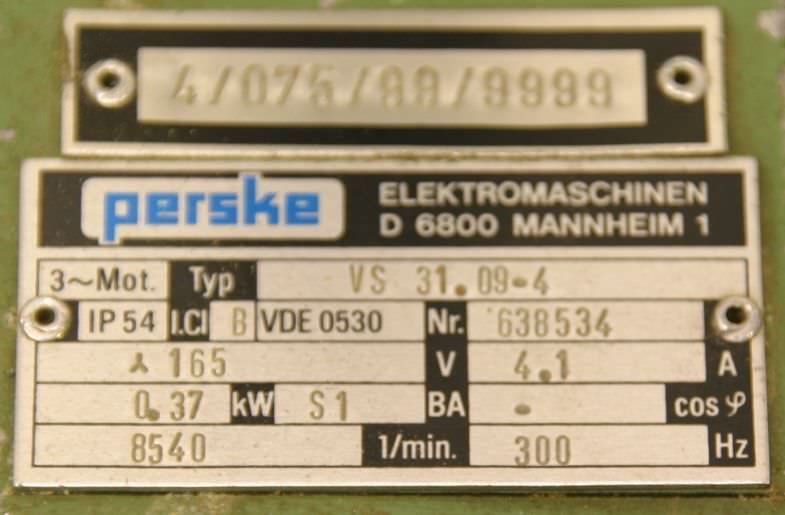 4/075/99/9999
perske
ELEKTROMASCHINEN
D 6800 MANNHEIM 1
3~Mot. Typ VS 31.09-4
IP 54 I.Cl B VDE 0530 Nr. 638534
⅄ 165 V 4.1 A
0.37 kW S1 BA - cos φ
8540 1/min. 300 Hz